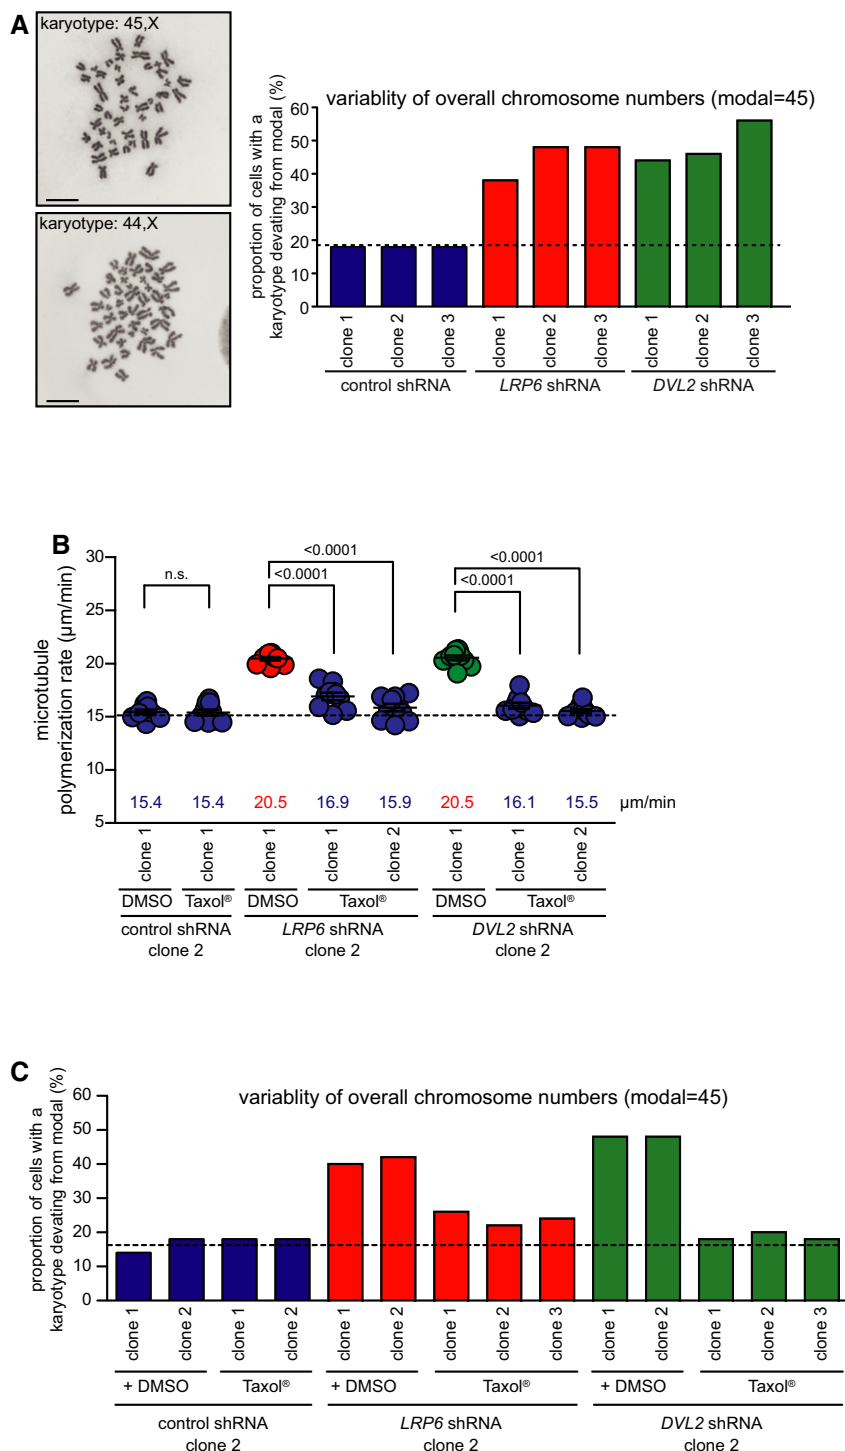 A
karyotype: 45,X
karyotype: 44,X
variablity of overall chromosome numbers (modal=45)
proportion of cells with a
karyotype devating from modal (%)
60
50
40
30
20
10
0
clone 1
clone 2
clone 3
clone 1
clone 2
clone 3
clone 1
clone 2
clone 3
control shRNA
LRP6 shRNA
DVL2 shRNA
B
microtubule
polymerization rate (µm/min)
30
25
20
15
10
5
n.s.
<0.0001
<0.0001
<0.0001
<0.0001
15.4 15.4 20.5 16.9 15.9 20.5 16.1 15.5 µm/min
clone 1
clone 1
clone 1
clone 1
clone 2
clone 1
clone 1
clone 2
DMSO Taxol® DMSO Taxol® DMSO Taxol®
control shRNA
clone 2
LRP6 shRNA
clone 2
DVL2 shRNA
clone 2
C
variablity of overall chromosome numbers (modal=45)
proportion of cells with a
karyotype devating from modal (%)
60
50
40
30
20
10
0
clone 1
clone 2
clone 1
clone 2
clone 1
clone 2
clone 1
clone 2
clone 3
clone 1
clone 2
clone 1
clone 2
clone 3
+ DMSO Taxol® + DMSO Taxol® + DMSO Taxol®
control shRNA
clone 2
LRP6 shRNA
clone 2
DVL2 shRNA
clone 2